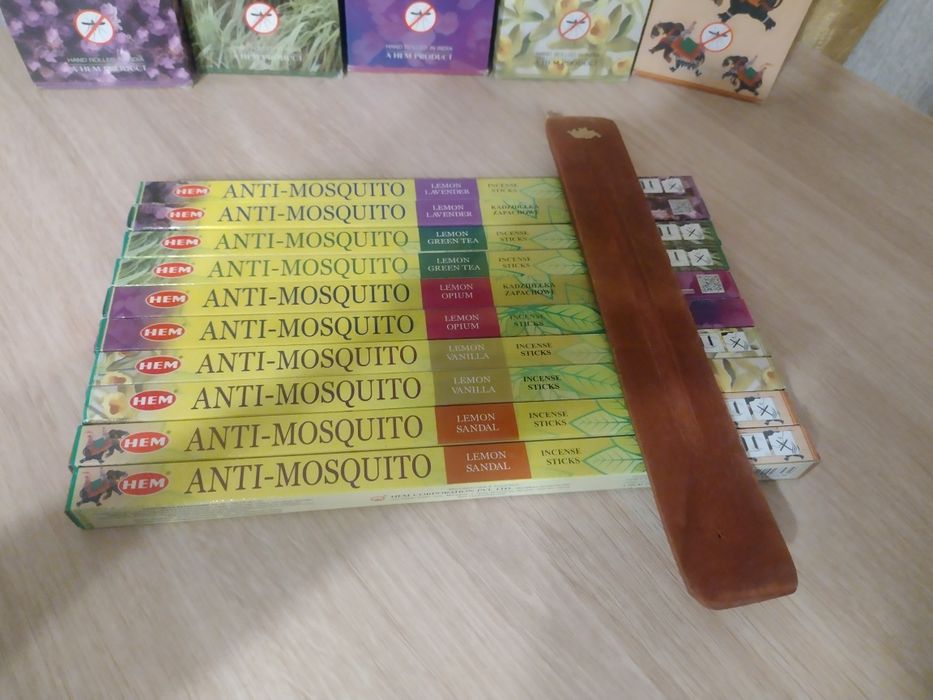 HAND ROLLED IN INDIA
A HEM PRODUCT
A HEM PRODUCT
HAND ROLLED IN INDIA
A HEM PRODUCT
A HEM PRODUCT
HEM ANTI-MOSQUITO LEMON LAVENDER INCENSE STICKS
HEM ANTI-MOSQUITO LEMON LAVENDER KADZIDEŁKA ZAPACHOWE
HEM ANTI-MOSQUITO LEMON GREEN TEA INCENSE STICKS
HEM ANTI-MOSQUITO LEMON GREEN TEA INCENSE STICKS
HEM ANTI-MOSQUITO LEMON OPIUM KADZIDEŁKA ZAPACHOWE
HEM ANTI-MOSQUITO LEMON OPIUM INCENSE STICKS
HEM ANTI-MOSQUITO LEMON VANILLA INCENSE STICKS
HEM ANTI-MOSQUITO LEMON VANILLA INCENSE STICKS
HEM ANTI-MOSQUITO LEMON SANDAL INCENSE STICKS
HEM ANTI-MOSQUITO LEMON SANDAL INCENSE STICKS
HEM CORPORATION PVT. LTD.